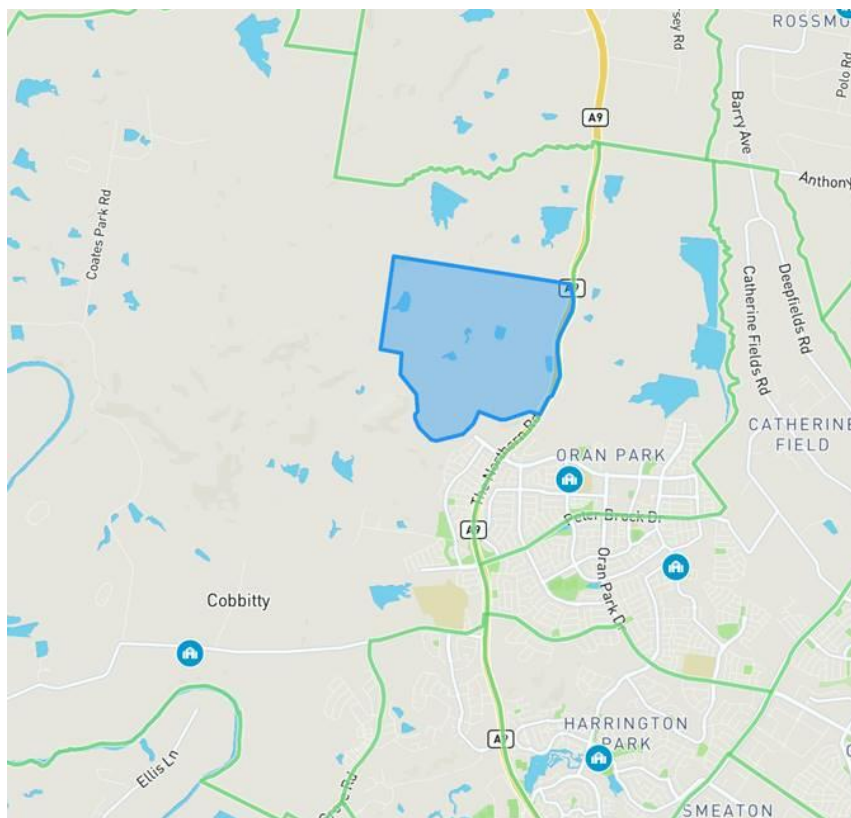 ROSSMO
sey Rd
Polo Rd
A9
Barry Ave
Anthony
Coates Park Rd
A9
Deepfields Rd
Catherine Fields Rd
CATHERINE
FIELD
The Northern Rd
ORAN PARK
Peter Brock Dr
A9
Oran Park D
Cobbitty
HARRINGTON
PARK
A9
Ellis Ln
SMEATON